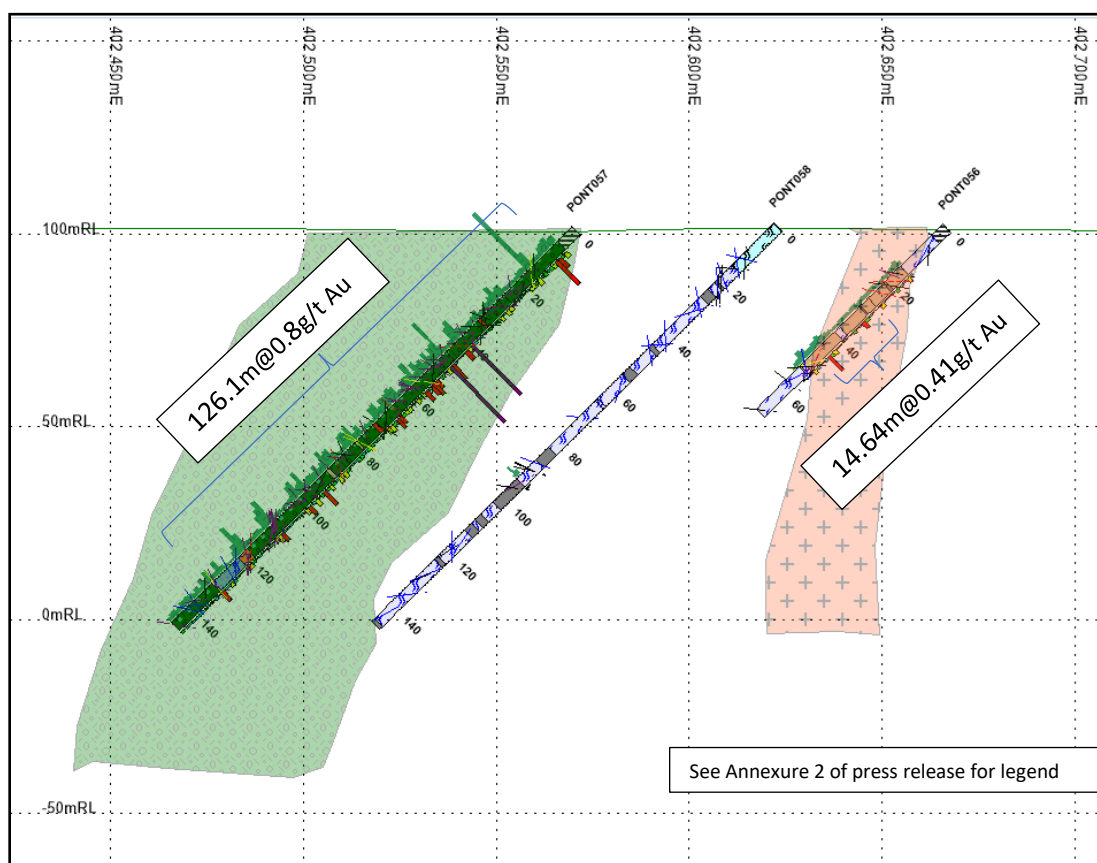 402,450mE
402,500mE
402,550mE
402,600mE
402,650mE
402,700mE
PONT057
PONT058
PONT056
100mRL
0
20
60
80
100
120
140
0
20
40
60
80
100
120
140
0
20
40
60
126.1m@0.8g/t Au
14.64m@0.41g/t Au
50mRL
0mRL
-50mRL
See Annexure 2 of press release for legend